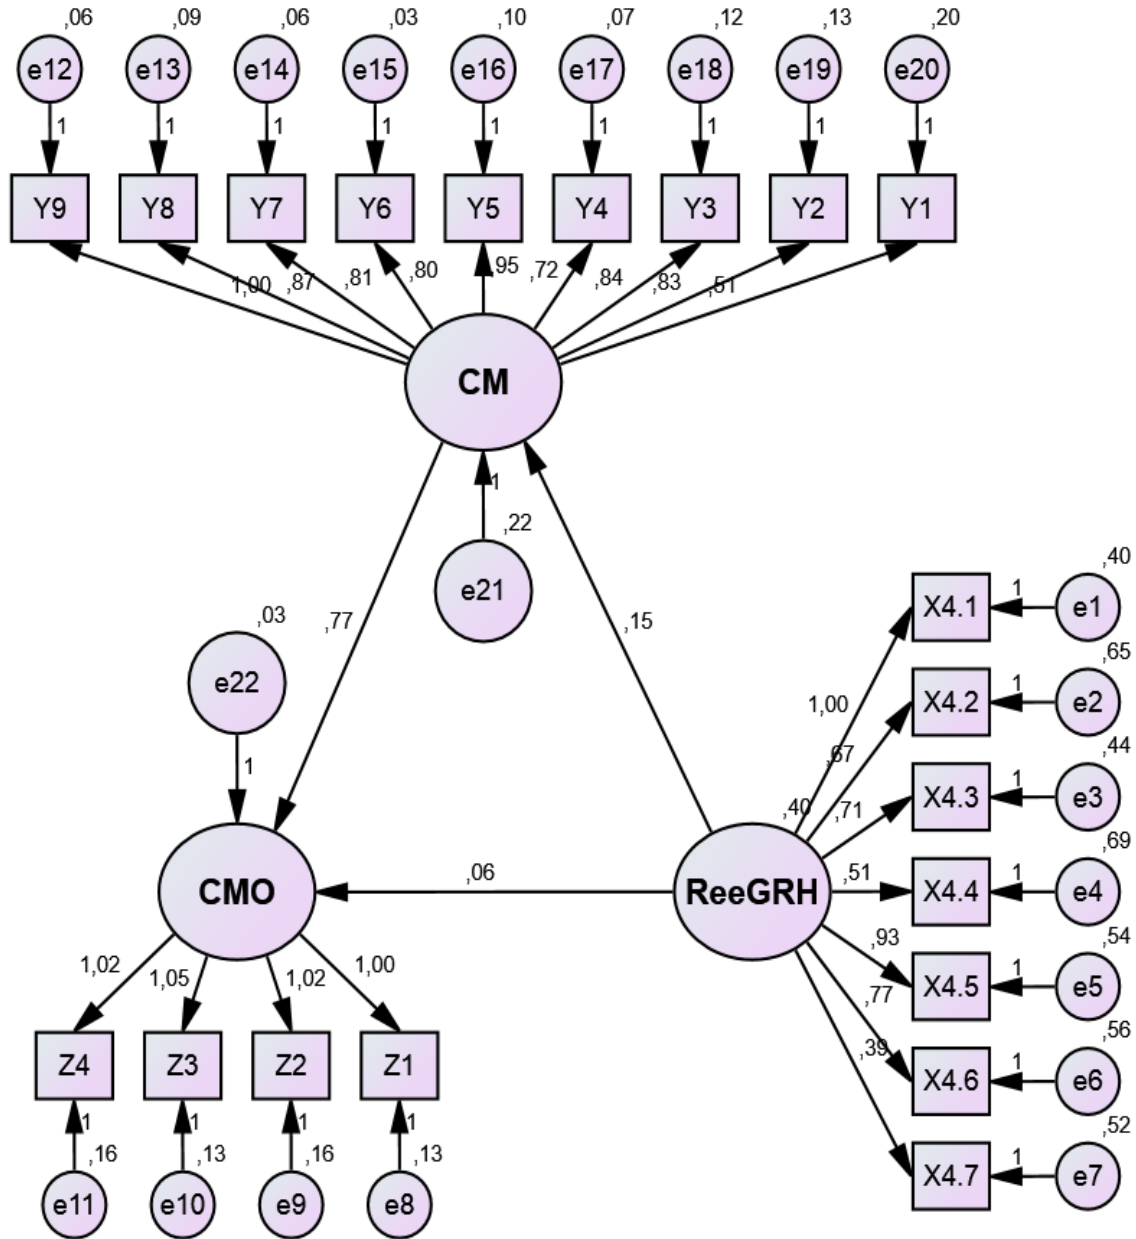 ,06 ,09 ,06 ,03 ,10 ,07 ,12 ,13 ,20
e12 e13 e14 e15 e16 e17 e18 e19 e20
1 1 1 1 1 1 1 1 1
Y9 Y8 Y7 Y6 Y5 Y4 Y3 Y2 Y1
1,00 ,87 ,81 ,80 ,95 ,72 ,84 ,83 ,51
CM
1
,22
e21
,77
,15
,03
e22
1
,40
X4.1 1 e1
,65
X4.2 1 e2
,44
X4.3 1 e3
,69
X4.4 1 e4
,54
X4.5 1 e5
,56
X4.6 1 e6
,52
X4.7 1 e7
1,00
,67
,40 ,71
,51
,93
,77
,39
CMO ,06 ReeGRH
1,02 1,05 1,02 1,00
Z4 Z3 Z2 Z1
1 1 1 1
,16 ,13 ,16 ,13
e11 e10 e9 e8